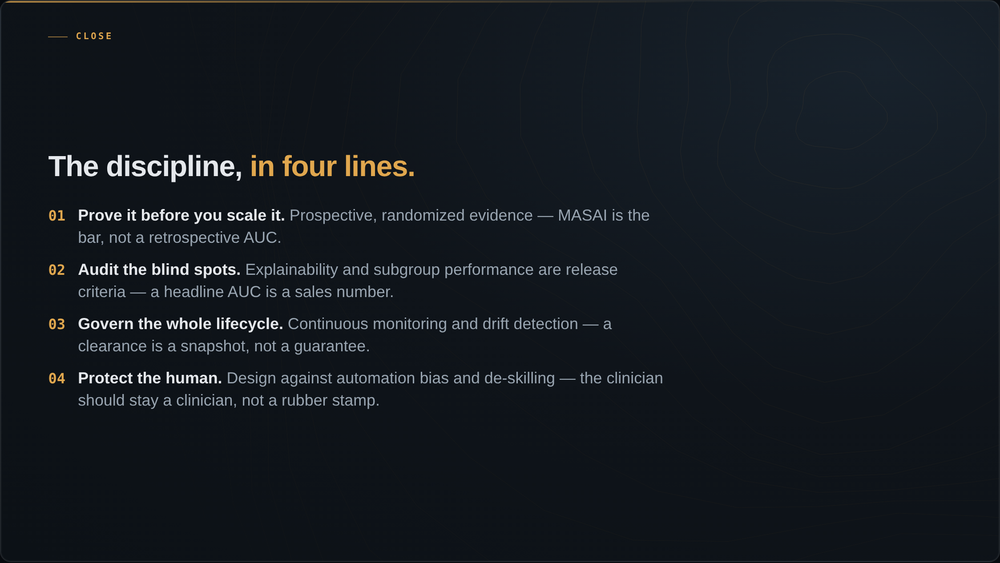 CLOSE
The discipline, in four lines.
01 Prove it before you scale it. Prospective, randomized evidence — MASAI is the
bar, not a retrospective AUC.
02 Audit the blind spots. Explainability and subgroup performance are release
criteria — a headline AUC is a sales number.
03 Govern the whole lifecycle. Continuous monitoring and drift detection — a
clearance is a snapshot, not a guarantee.
04 Protect the human. Design against automation bias and de-skilling — the clinician
should stay a clinician, not a rubber stamp.